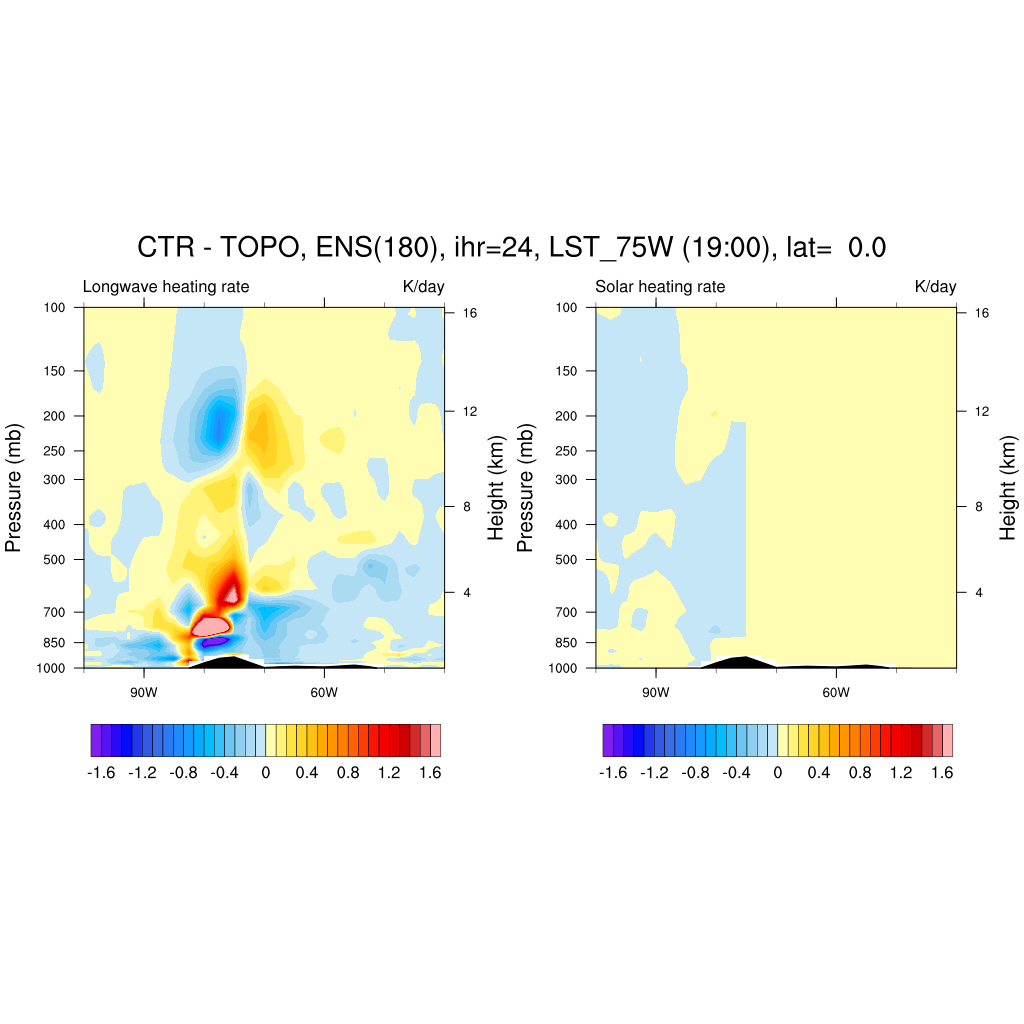 CTR - TOPO, ENS(180), ihr=24, LST_75W (19:00), lat=  0.0
Longwave heating rate K/day
100
150
200
250
300
400
500
700
850
1000
Pressure (mb)
16
12
8
4
Height (km)
90W 60W
-1.6 -1.2 -0.8 -0.4 0 0.4 0.8 1.2 1.6
Solar heating rate K/day
100
150
200
250
300
400
500
700
850
1000
Pressure (mb)
16
12
8
4
Height (km)
90W 60W
-1.6 -1.2 -0.8 -0.4 0 0.4 0.8 1.2 1.6